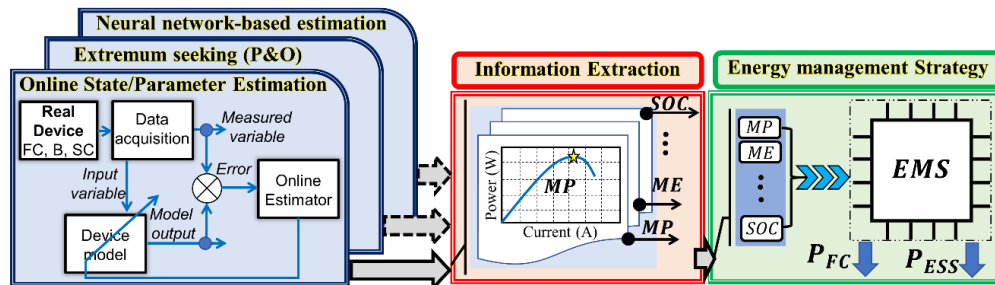 Neural network-based estimation
Extremum seeking (P&O)
Online State/Parameter Estimation
Real
Device
FC, B, SC
Data
acquisition
Measured
variable
Input
variable
Error
Online
Estimator
Model
output
Device
model
Information Extraction
SOC
Power (W)
MP
Current (A)
ME
MP
Energy management Strategy
MP
ME
SOC
EMS
P_FC
P_ESS